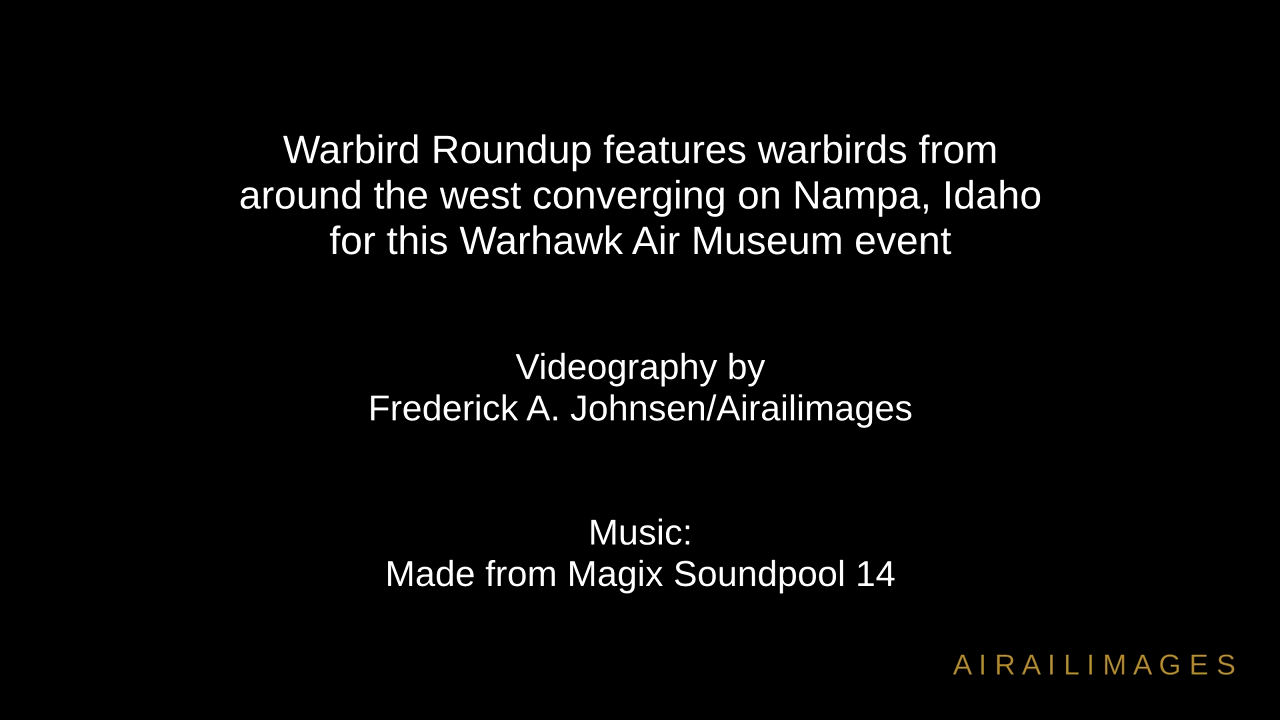 Warbird Roundup features warbirds from
around the west converging on Nampa, Idaho
for this Warhawk Air Museum event
Videography by
Frederick A. Johnsen/Airailimages
Music:
Made from Magix Soundpool 14
AIRAILIMAGES